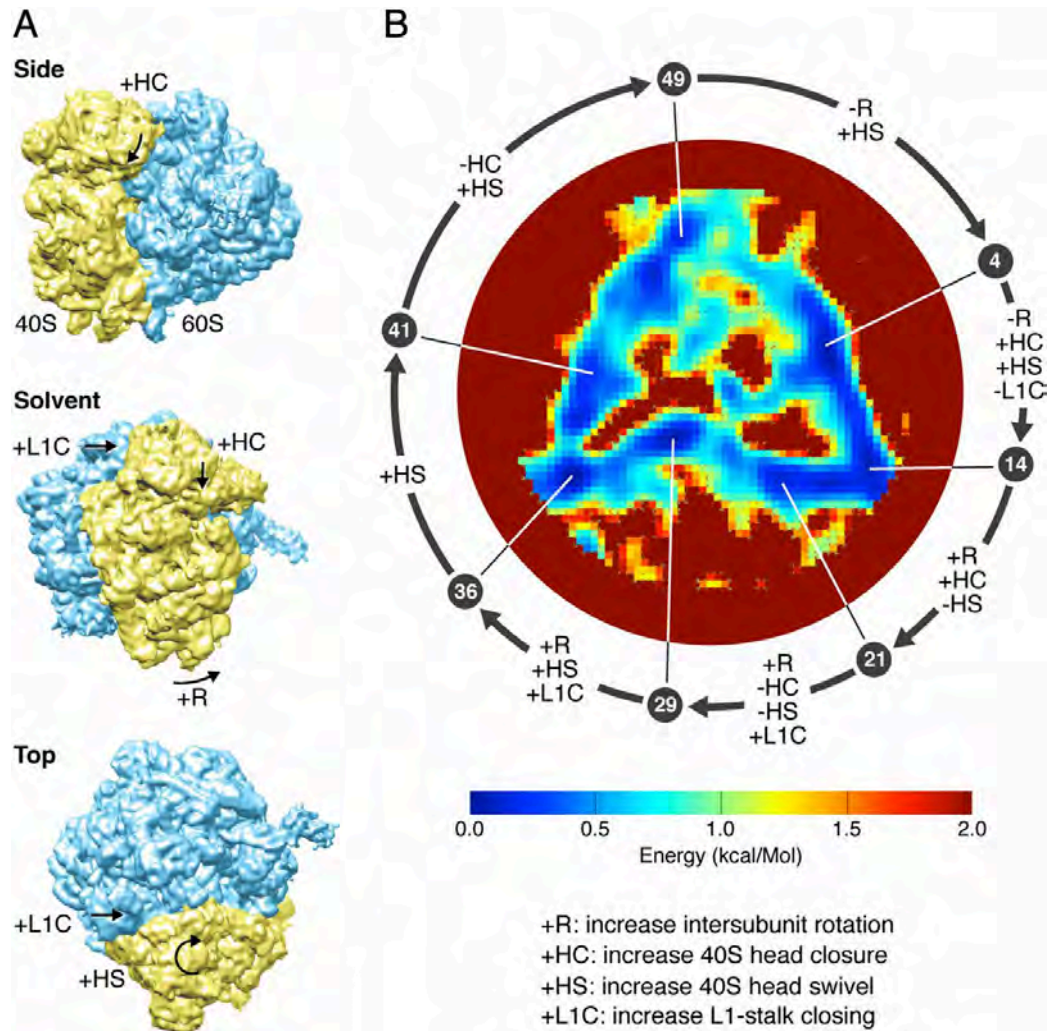 A
B
Side
+HC
40S
60S
Solvent
+L1C
+HC
+R
Top
+L1C
+HS
49
-R
+HS
4
-R
+HC
+HS
-L1C
14
+R
+HC
-HS
21
+R
-HC
-HS
+L1C
29
+R
+HS
+L1C
36
+HS
41
-HC
+HS
0.0
0.5
1.0
1.5
2.0
Energy (kcal/Mol)
+R: increase intersubunit rotation
+HC: increase 40S head closure
+HS: increase 40S head swivel
+L1C: increase L1-stalk closing